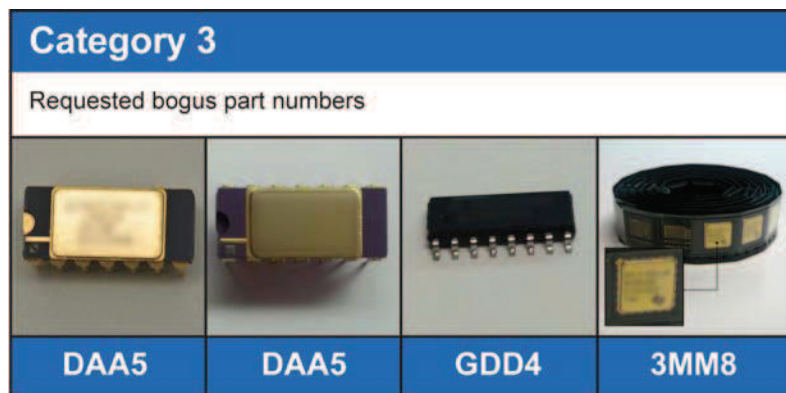 Category 3
Requested bogus part numbers
DAA5
DAA5
GDD4
3MM8